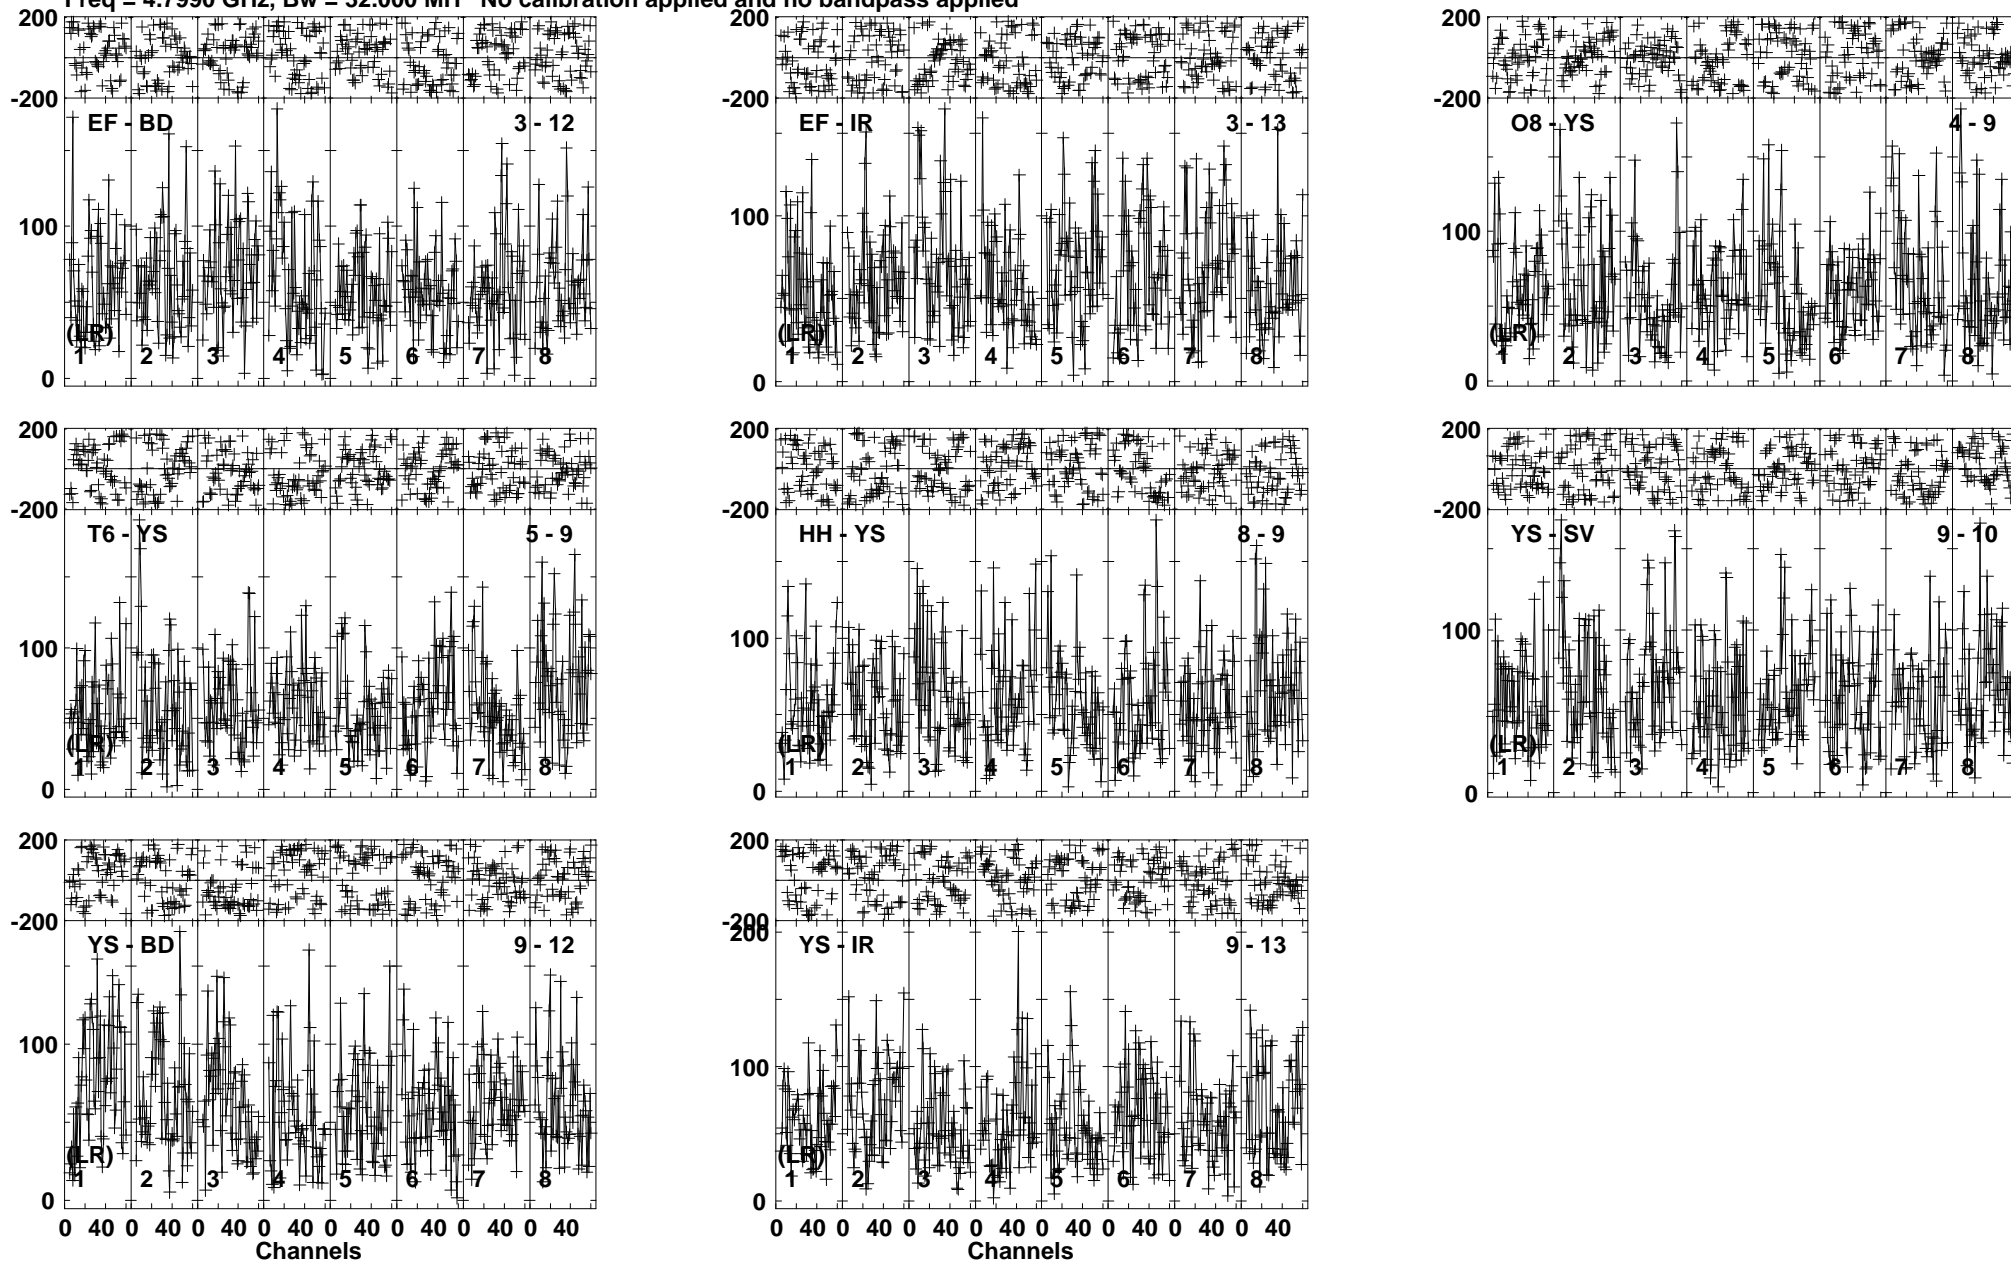 Freq = 4.7990 GHz, Bw = 32.000 MH No calibration applied and no bandpass applied
200 200 200
-200 -200 -200
EF - BD 3 - 12 EF - IR 3 - 13 O8 - YS 4 - 9
100 100 100
(LR) (LR) (LR)
1 2 3 4 5 6 7 8 1 2 3 4 5 6 7 8 1 2 3 4 5 6 7 8
0 0 0
200 200 200
-200 -200 -200
T6 - YS 5 - 9 HH - YS 8 - 9 YS - SV 9 - 10
100 100 100
(LR) (LR) (LR)
1 2 3 4 5 6 7 8 1 2 3 4 5 6 7 8 1 2 3 4 5 6 7 8
0 0 0
200 200
-200 -200
200
YS - BD 9 - 12 YS - IR 9 - 13
100 100
(LR) (LR)
1 2 3 4 5 6 7 8 1 2 3 4 5 6 7 8
0 0
0 40 0 40 0 40 0 40 0 40 0 40 0 40 0 40 0 40 0 40 0 40 0 40 0 40 0 40 0 40 0 40
Channels Channels